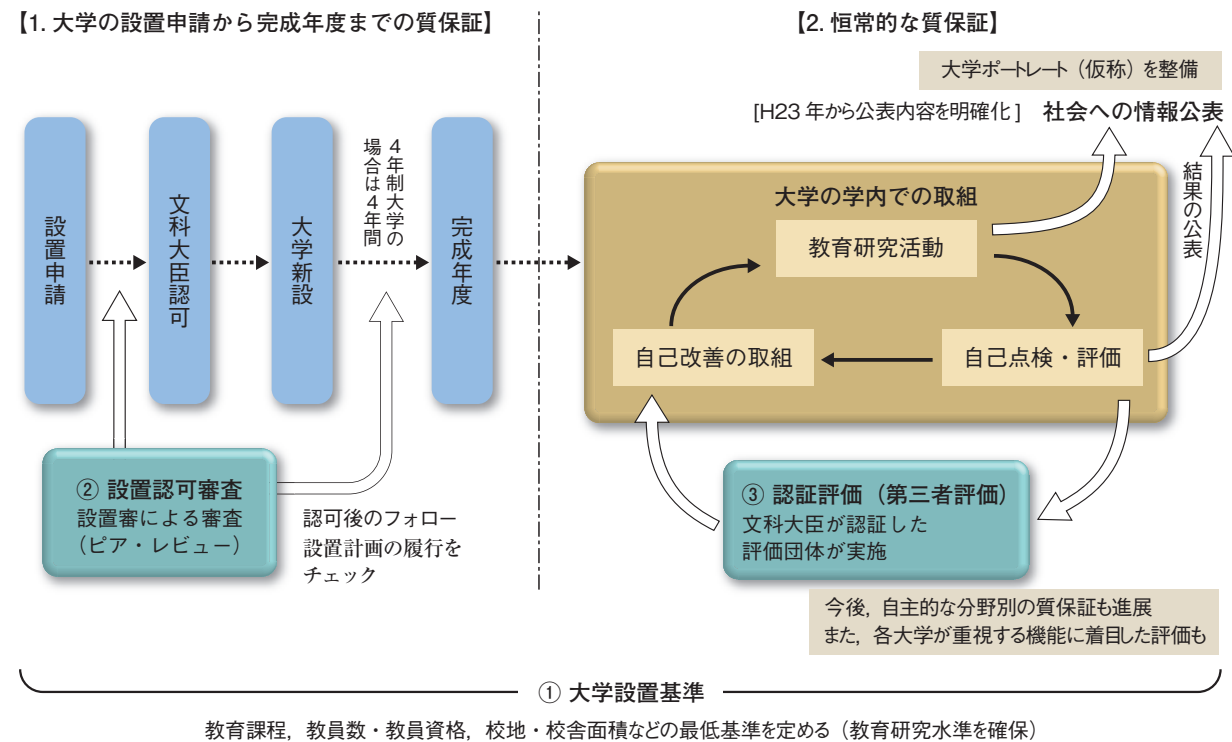 【1. 大学の設置申請から完成年度までの質保証】
設置申請
文科大臣認可
大学新設
4年制大学の
場合は4年間
完成年度
② 設置認可審査
設置審による審査
（ピア・レビュー）
認可後のフォロー
設置計画の履行を
チェック
【2. 恒常的な質保証】
大学ポートレート（仮称）を整備
[H23 年から公表内容を明確化] 社会への情報公表
結果の公表
大学の学内での取組
教育研究活動
自己改善の取組
自己点検・評価
③ 認証評価（第三者評価）
文科大臣が認証した
評価団体が実施
今後，自主的な分野別の質保証も進展
また，各大学が重視する機能に着目した評価も
① 大学設置基準
教育課程，教員数・教員資格，校地・校舎面積などの最低基準を定める（教育研究水準を確保）